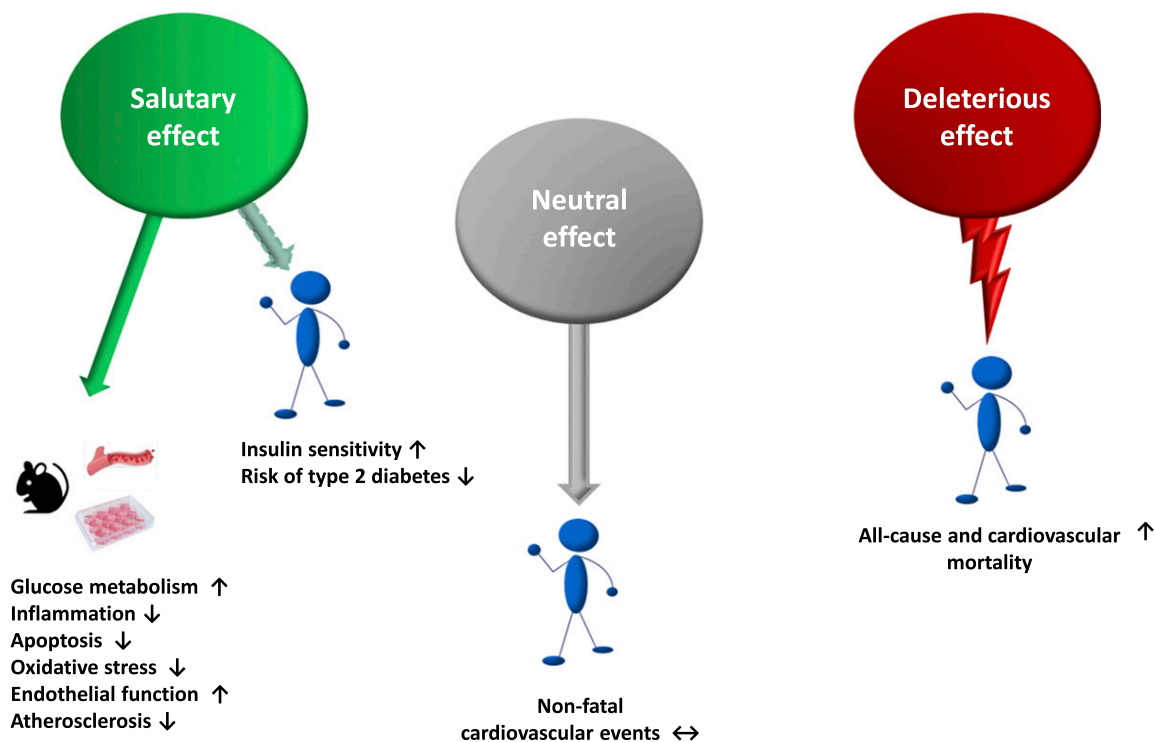 Salutary
effect
Neutral
effect
Deleterious
effect
Insulin sensitivity ↑
Risk of type 2 diabetes ↓
Glucose metabolism ↑
Inflammation ↓
Apoptosis ↓
Oxidative stress ↓
Endothelial function ↑
Atherosclerosis ↓
Non-fatal
cardiovascular events ↔
All-cause and cardiovascular ↑
mortality